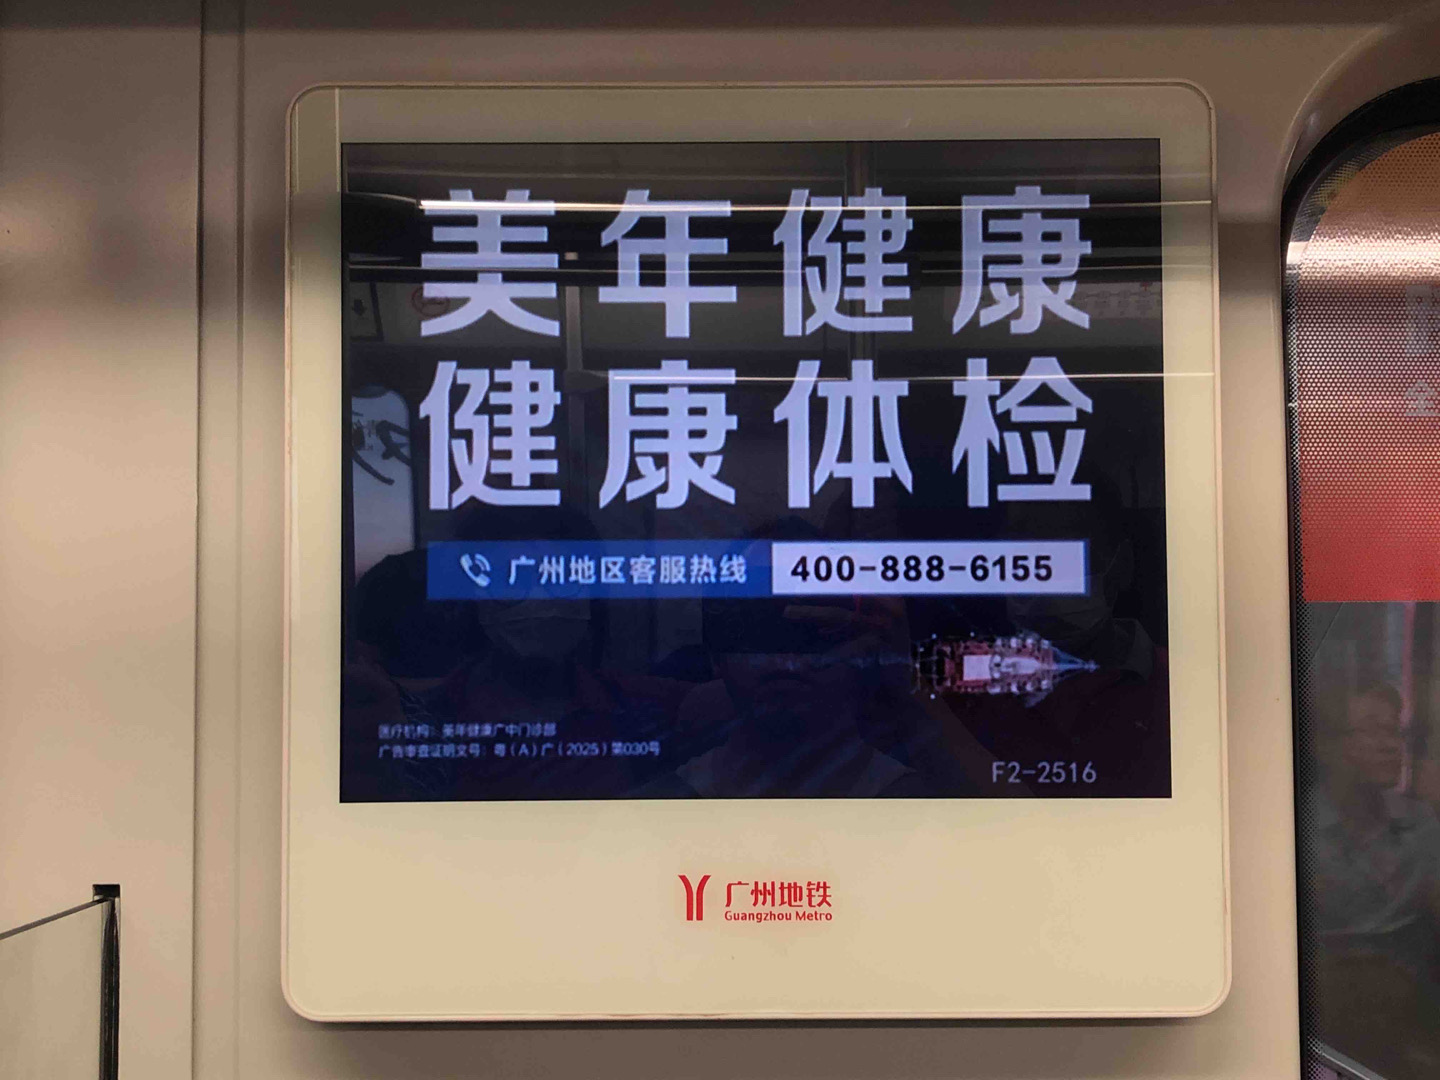 美年健康
健康体检
广州地区客服热线 400-888-6155
医疗机构：美年健康广中门诊部
广告审查证明文号：粤（A）广（2025）第030号
F2-2516
广州地铁
Guangzhou Metro